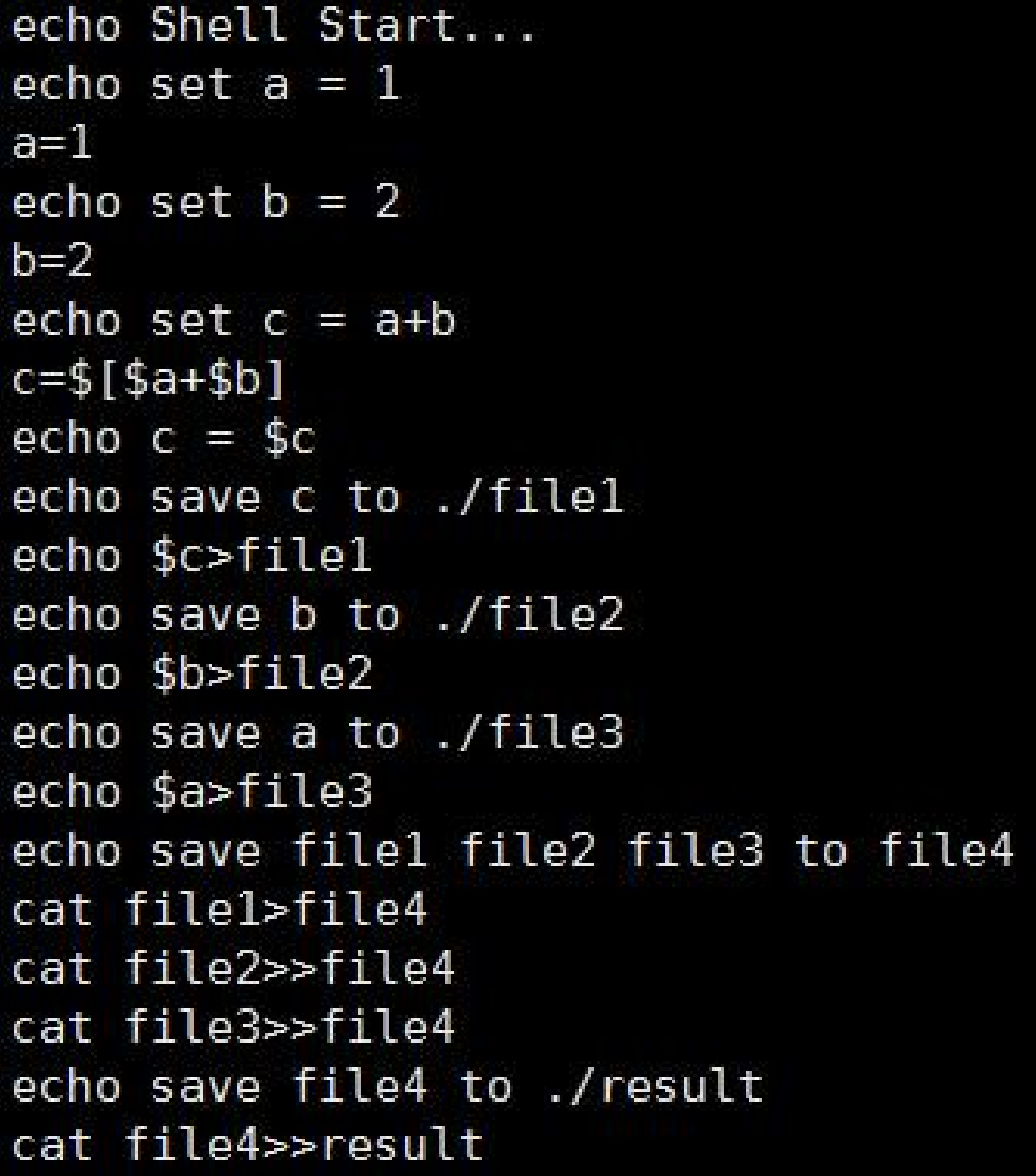 echo Shell Start...
echo set a = 1
a=1
echo set b = 2
b=2
echo set c = a+b
c=$[$a+$b]
echo c = $c
echo save c to ./file1
echo $c>file1
echo save b to ./file2
echo $b>file2
echo save a to ./file3
echo $a>file3
echo save file1 file2 file3 to file4
cat file1>file4
cat file2>>file4
cat file3>>file4
echo save file4 to ./result
cat file4>>result